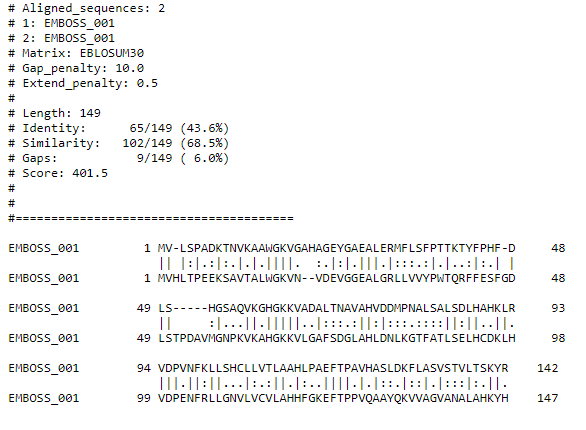 # Aligned_sequences: 2
# 1: EMBOSS_001
# 2: EMBOSS_001
# Matrix: EBLOSUM30
# Gap_penalty: 10.0
# Extend_penalty: 0.5
#
# Length: 149
# Identity:      65/149 (43.6%)
# Similarity:   102/149 (68.5%)
# Gaps:           9/149 ( 6.0%)
# Score: 401.5
#
#
#=======================================
EMBOSS_001         1 MV-LSPADKTNVKAAWGKVGAHAGEYGAEALERMFLSFPTTKTYFPHF-D     48
                     || |:|.:|:.|.|.||||.  :.|:|.|||.|:::.:|.|..:|:.| |
EMBOSS_001         1 MVHLTPEEKSAVTALWGKVN--VDEVGGEALGRLLVVYPWTQRFFESFGD     48
EMBOSS_001        49 LS-----HGSAQVKGHGKKVADALTNAVAHVDDMPNALSALSDLHAHKLR     93
                     ||     :|...||.|||||..|:::.:||:|:::.::::||:||..||.
EMBOSS_001        49 LSTPDAVMGNPKVKAHGKKVLGAFSDGLAHLDNLKGTFATLSELHCDKLH     98
EMBOSS_001        94 VDPVNFKLLSHCLLVTLAAHLPAEFTPAVHASLDKFLASVSTVLTSKYR    142
                     |||.||:||.:.|:..|:.|...||||.|.|:::|.:|.|:..|:.||.
EMBOSS_001        99 VDPENFRLLGNVLVCVLAHHFGKEFTPPVQAAYQKVVAGVANALAHKYH    147